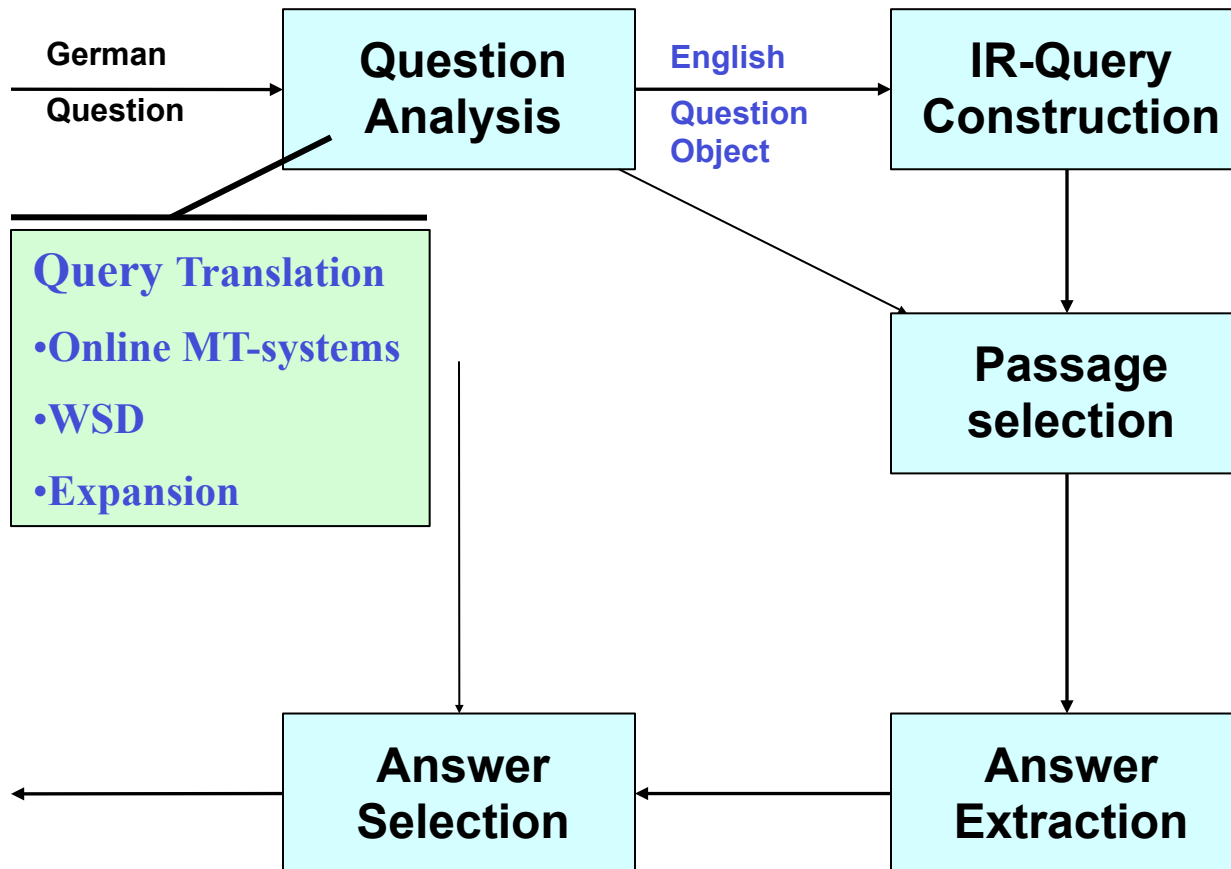 German
Question
Question
Analysis
English
Question
Object
IR-Query
Construction
Query Translation
•Online MT-systems
•WSD
•Expansion
Passage
selection
Answer
Selection
Answer
Extraction